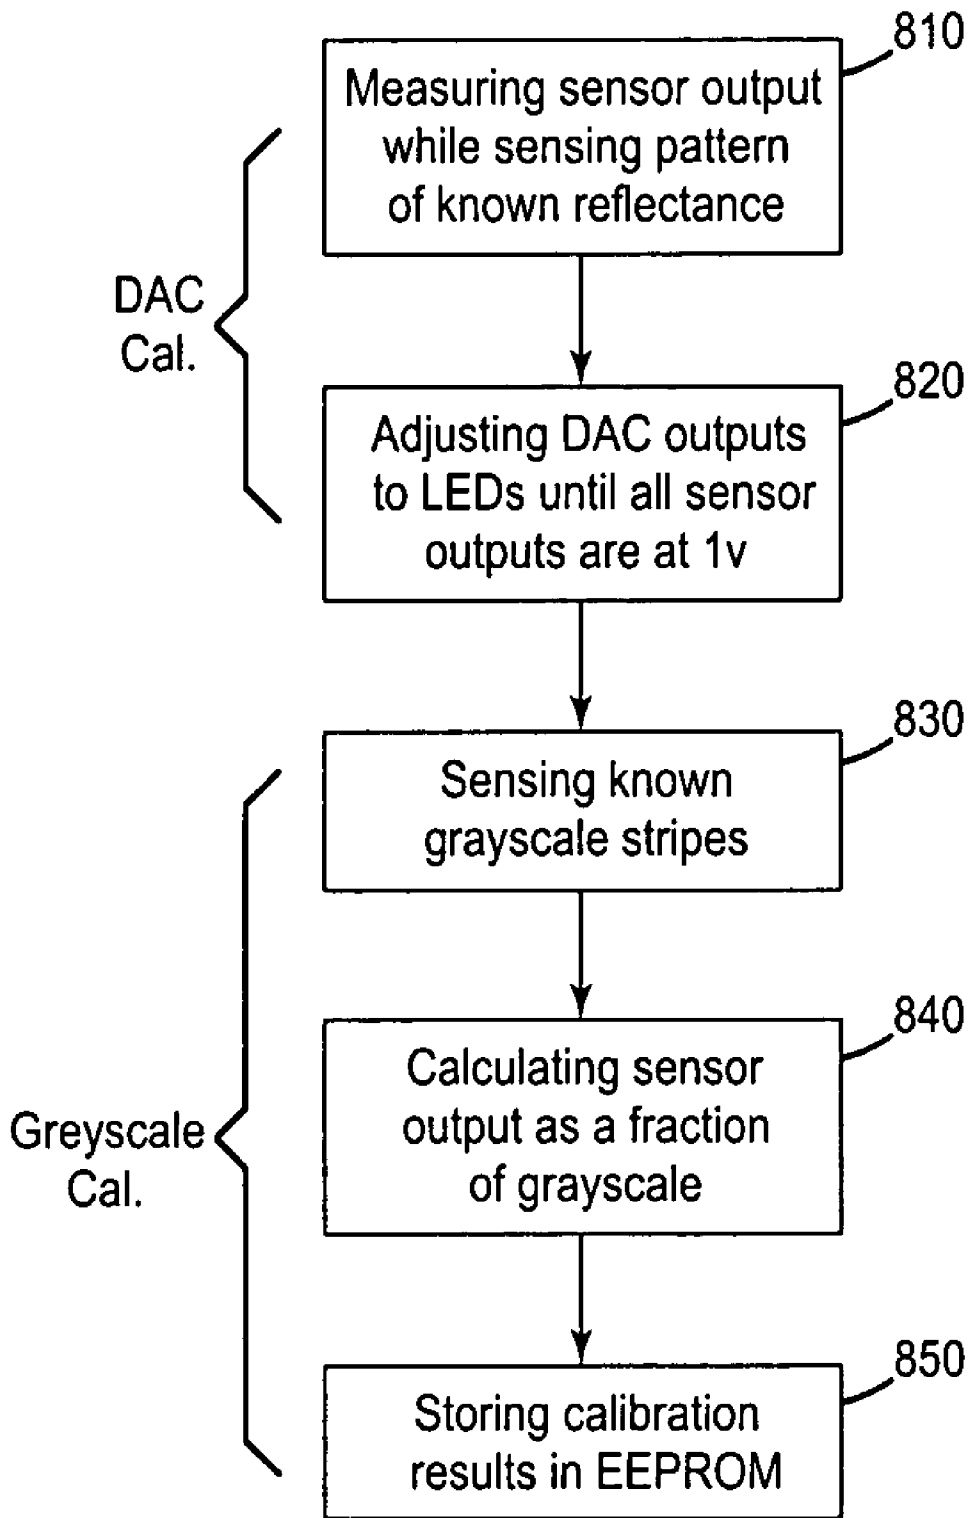 810
Measuring sensor output
while sensing pattern
of known reflectance
DAC
Cal.
820
Adjusting DAC outputs
to LEDs until all sensor
outputs are at 1v
830
Sensing known
grayscale stripes
840
Calculating sensor
output as a fraction
of grayscale
Greyscale
Cal.
850
Storing calibration
results in EEPROM